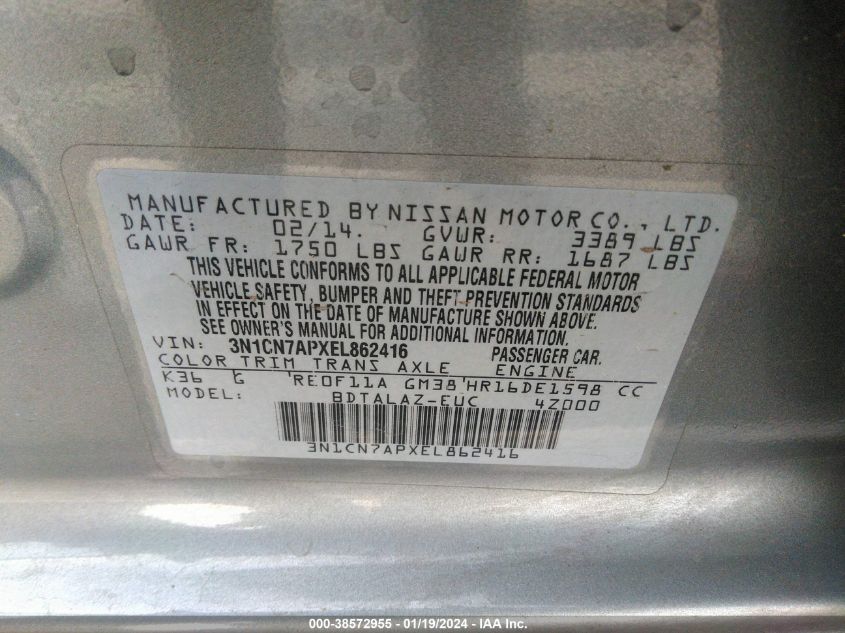 MANUFACTURED BY NISSAN MOTOR CO., LTD.
DATE: 02/14. GVWR: 3389 LBS
GAWR FR: 1750 LBS GAWR RR: 1687 LBS
THIS VEHICLE CONFORMS TO ALL APPLICABLE FEDERAL MOTOR
VEHICLE SAFETY, BUMPER AND THEFT PREVENTION STANDARDS
IN EFFECT ON THE DATE OF MANUFACTURE SHOWN ABOVE.
SEE OWNER'S MANUAL FOR ADDITIONAL INFORMATION.
VIN: 3N1CN7APXEL862416 PASSENGER CAR.
COLOR TRIM TRANS AXLE ENGINE
K36 G 'RE0F11A GM38'HR16DE1598 CC
MODEL: BDTALAZ-EUC 4Z000
3N1CN7APXEL862416
000-38572955 - 01/19/2024 - IAA Inc.